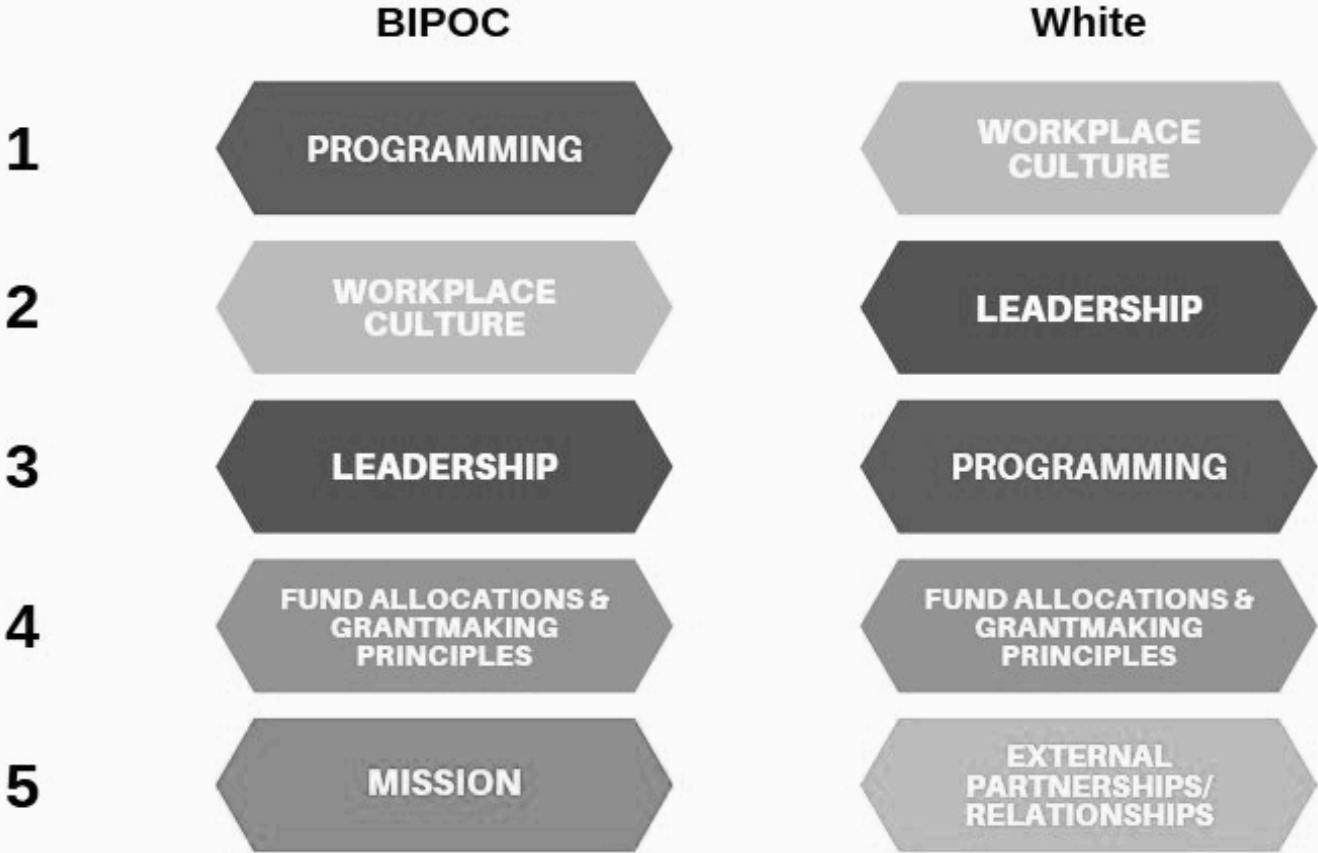 BIPOC White
1 PROGRAMMING WORKPLACE
CULTURE
2 WORKPLACE
CULTURE LEADERSHIP
3 LEADERSHIP PROGRAMMING
4 FUND ALLOCATIONS &
GRANTMAKING
PRINCIPLES FUND ALLOCATIONS &
GRANTMAKING
PRINCIPLES
5 MISSION EXTERNAL
PARTNERSHIPS/
RELATIONSHIPS